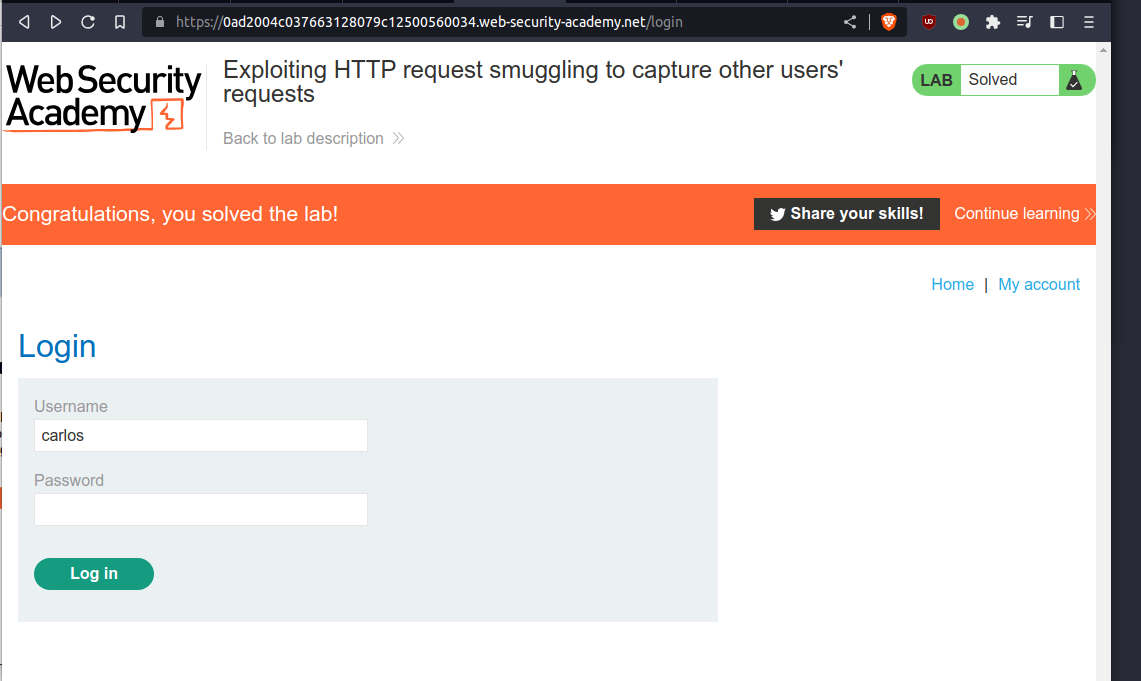 https://0ad2004c037663128079c12500560034.web-security-academy.net/login
Web Security
Academy
Exploiting HTTP request smuggling to capture other users'
requests
Back to lab description
LAB Solved
Congratulations, you solved the lab!
Share your skills!
Continue learning
Home | My account
Login
Username
carlos
Password
Log in